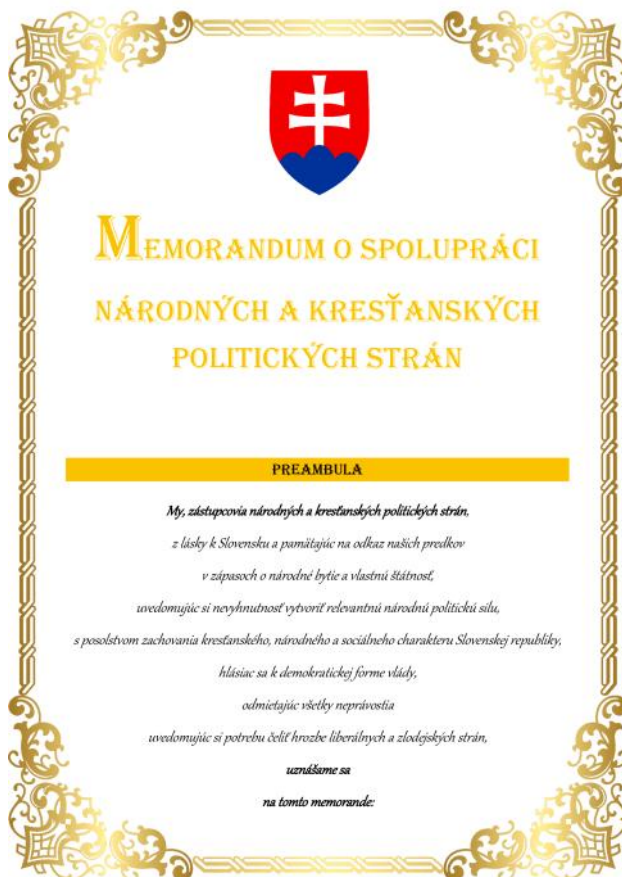 MEMORANDUM O SPOLUPRÁCI
NÁRODNÝCH A KRESŤANSKÝCH
POLITICKÝCH STRÁN
PREAMBULA
My, zástupcovia národných a kresťanských politických strán,
z lásky k Slovensku a pamätajúc na odkaz našich predkov
v zápasoch o národné bytie a vlastnú štátnosť,
uvedomujúc si nevyhnutnosť vytvoriť relevantnú národnú politickú silu,
s posolstvom zachovania kresťanského, národného a sociálneho charakteru Slovenskej republiky,
hlásiac sa k demokratickej forme vlády,
odmietajúc všetky neprávostia
uvedomujúc si potrebu čeliť hrozbe liberálnych a zlodejských strán,
uznášame sa
na tomto memorande: